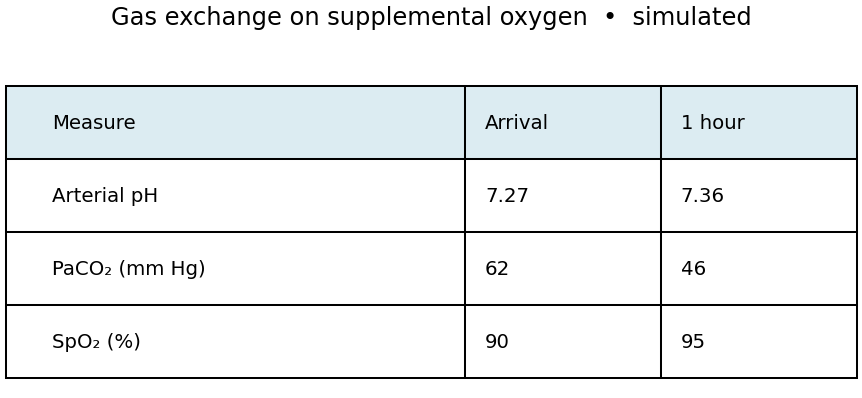 Gas exchange on supplemental oxygen • simulated
Measure Arrival 1 hour
Arterial pH 7.27 7.36
PaCO₂ (mm Hg) 62 46
SpO₂ (%) 90 95